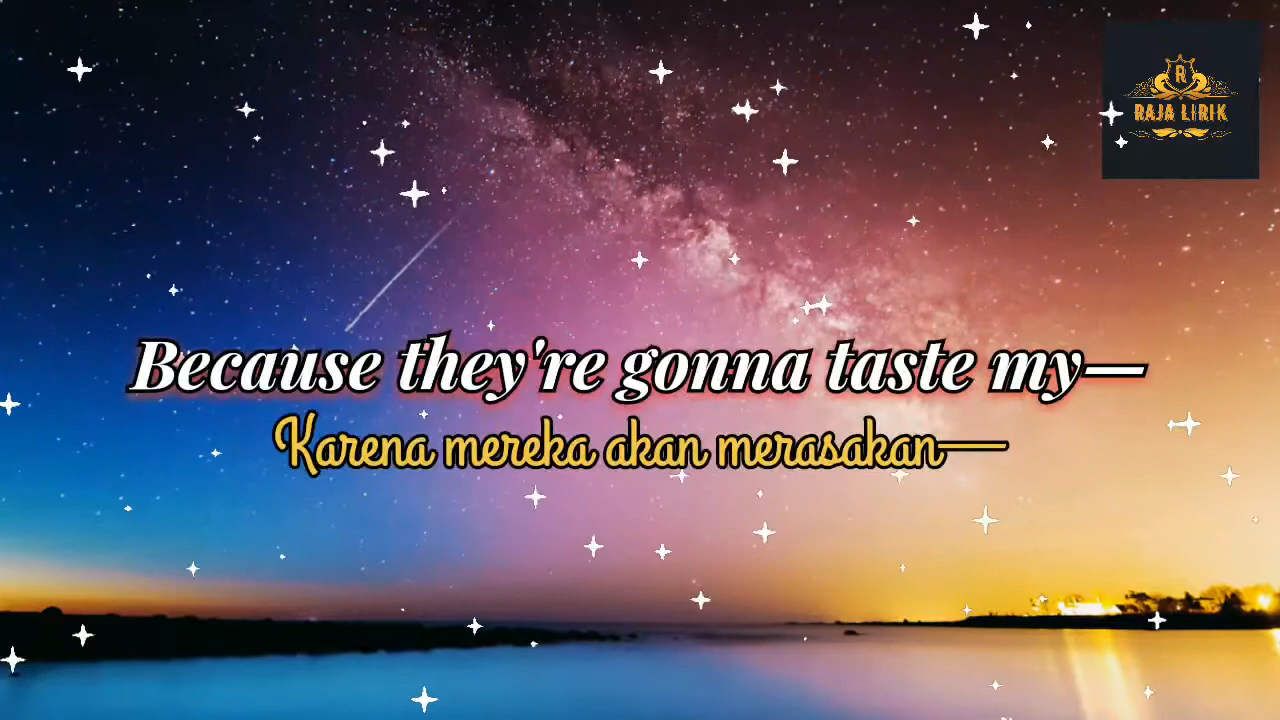 R
RAJA LIRIK
Because they're gonna taste my—
Karena mereka akan merasakan—